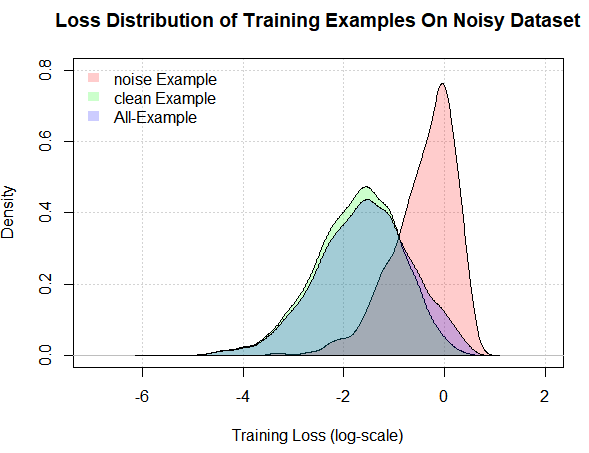 Loss Distribution of Training Examples On Noisy Dataset
noise Example
clean Example
All-Example
Density
0.8
0.6
0.4
0.2
0.0
-6 -4 -2 0 2
Training Loss (log-scale)